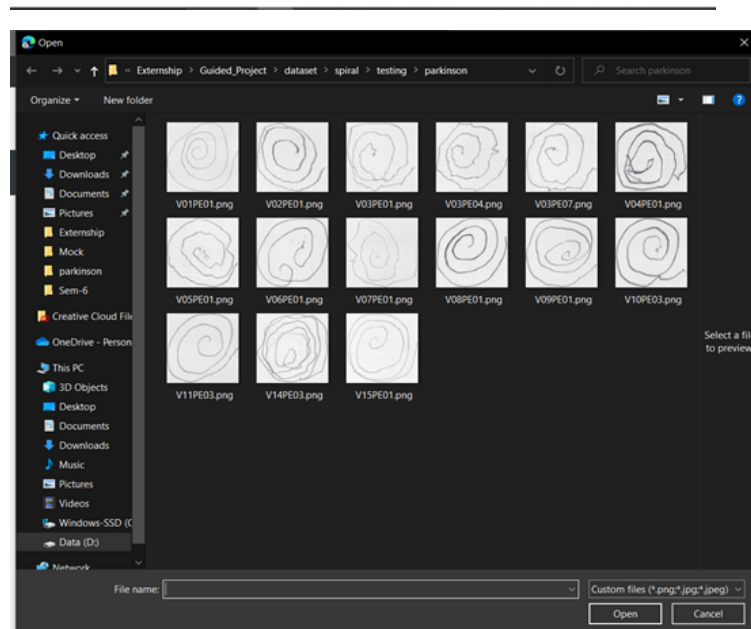 Open
« Externship > Guided_Project > dataset > spiral > testing > parkinson
Search parkinson
Organize
New folder
Quick access
Desktop
Downloads
Documents
Pictures
Externship
Mock
parkinson
Sem-6
Creative Cloud File
OneDrive - Person
This PC
3D Objects
Desktop
Documents
Downloads
Music
Pictures
Videos
Windows-SSD (C
Data (D:)
Network
V01PE01.png V02PE01.png V03PE01.png V03PE04.png V03PE07.png V04PE01.png
V05PE01.png V06PE01.png V07PE01.png V08PE01.png V09PE01.png V10PE03.png
V11PE03.png V14PE03.png V15PE01.png
Select a fil
to preview
File name:
Custom files (*.png;*.jpg;*.jpeg)
Open
Cancel